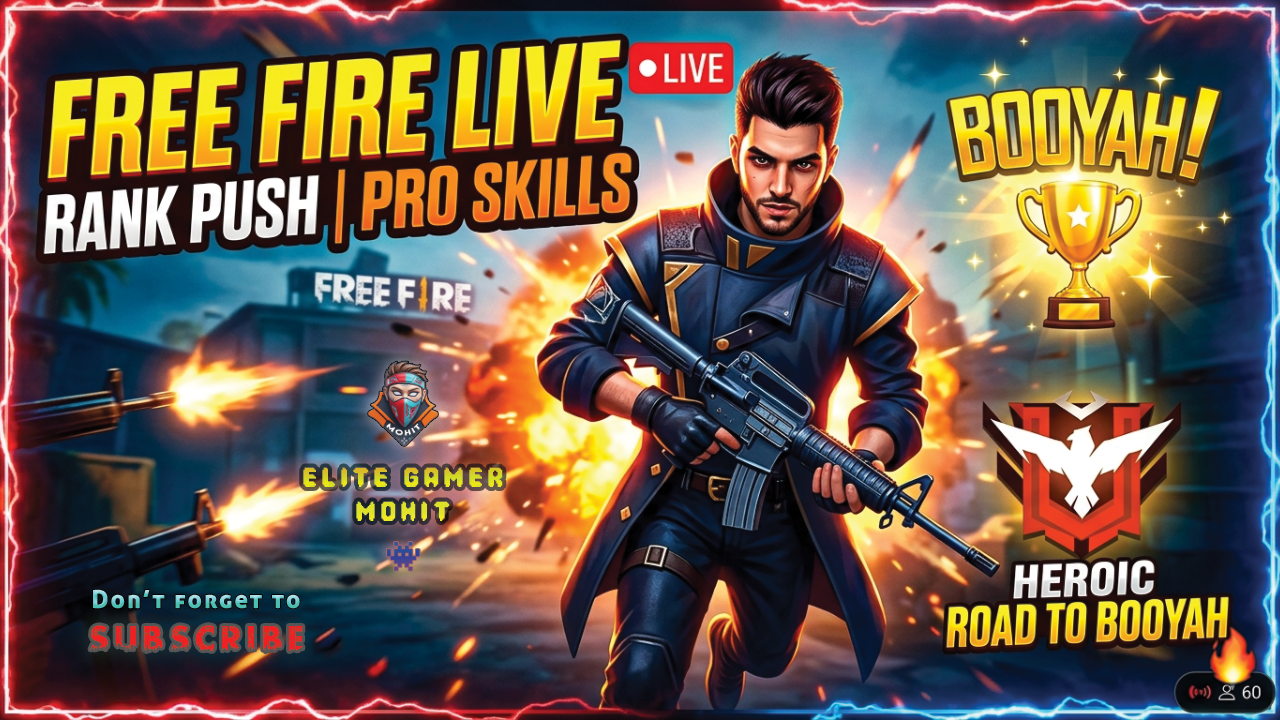 FREE FIRE LIVE
LIVE
RANK PUSH | PRO SKILLS
BOOYAH!
FREE FIRE
MOHIT
ELITE GAMER
MOHIT
Don't forget to
SUBSCRIBE
HEROIC
ROAD TO BOOYAH
60